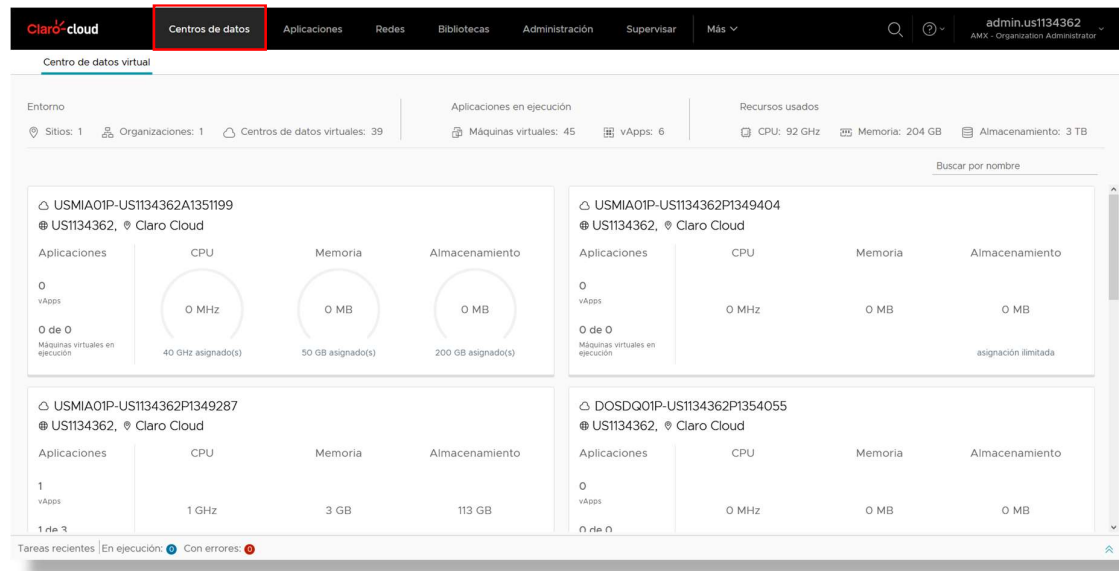 Claro-cloud Centros de datos Aplicaciones Redes Bibliotecas Administración Supervisar Más admin.us1134362
AMX - Organization Administrator
Centro de datos virtual
Entorno Aplicaciones en ejecución Recursos usados
Sitios: 1 Organizaciones: 1 Centros de datos virtuales: 39 Máquinas virtuales: 45 vApps: 6 CPU: 92 GHz Memoria: 204 GB Almacenamiento: 3 TB
Buscar por nombre
USMIA01P-US1134362A1351199
US1134362, Claro Cloud
Aplicaciones CPU Memoria Almacenamiento
0
vApps
0 MHz 0 MB 0 MB
0 de 0
Máquinas virtuales en
ejecución
40 GHz asignado(s) 50 GB asignado(s) 200 GB asignado(s)
USMIA01P-US1134362P1349404
US1134362, Claro Cloud
Aplicaciones CPU Memoria Almacenamiento
0
vApps
0 MHz 0 MB 0 MB
0 de 0
Máquinas virtuales en
ejecución
asignación ilimitada
USMIA01P-US1134362P1349287
US1134362, Claro Cloud
Aplicaciones CPU Memoria Almacenamiento
1
vApps
1 GHz 3 GB 113 GB
1 de 3
DOSDQ01P-US1134362P1354055
US1134362, Claro Cloud
Aplicaciones CPU Memoria Almacenamiento
0
vApps
0 MHz 0 MB 0 MB
0 de 0
Tareas recientes En ejecución: 0 Con errores: 0